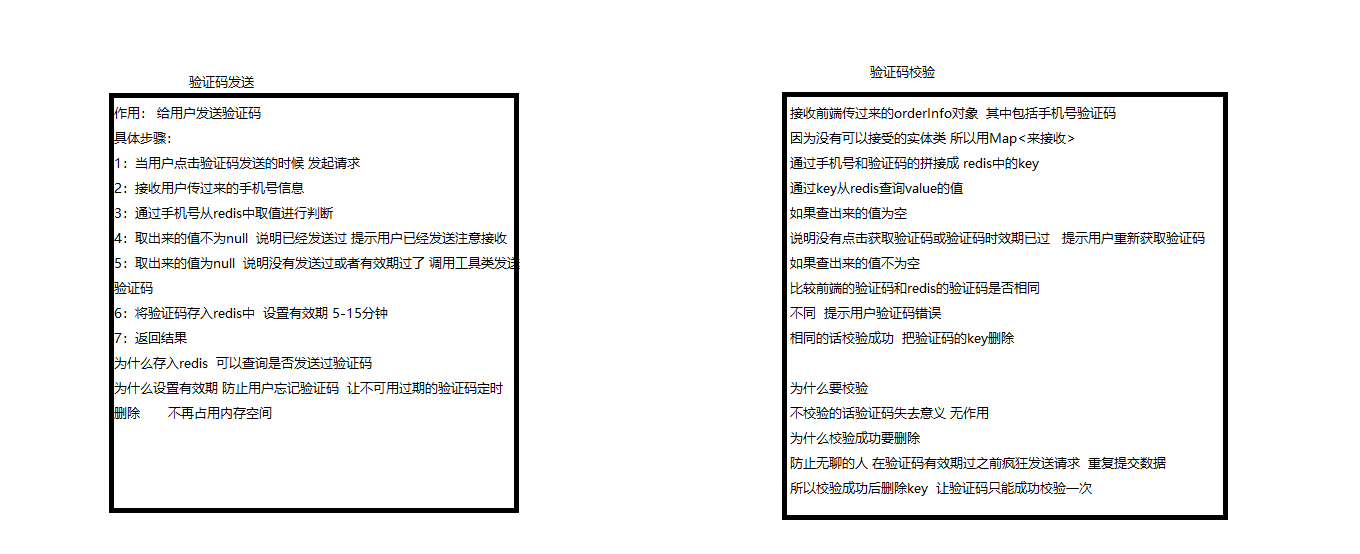 验证码发送
作用： 给用户发送验证码
具体步骤：
1：当用户点击验证码发送的时候 发起请求
2：接收用户传过来的手机号信息
3：通过手机号从redis中取值进行判断
4：取出来的值不为null  说明已经发送过 提示用户已经发送注意接收
5：取出来的值为null  说明没有发送过或者有效期过了 调用工具类发送
验证码
6：将验证码存入redis中  设置有效期 5-15分钟
7：返回结果
为什么存入redis  可以查询是否发送过验证码
为什么设置有效期 防止用户忘记验证码  让不可用过期的验证码定时
删除       不再占用内存空间
验证码校验
接收前端传过来的orderInfo对象  其中包括手机号验证码
因为没有可以接受的实体类 所以用Map<来接收>
通过手机号和验证码的拼接成 redis中的key
通过key从redis查询value的值
如果查出来的值为空
说明没有点击获取验证码或验证码时效期已过   提示用户重新获取验证码
如果查出来的值不为空
比较前端的验证码和redis的验证码是否相同
不同  提示用户验证码错误
相同的话校验成功  把验证码的key删除
为什么要校验
不校验的话验证码失去意义 无作用
为什么校验成功要删除
防止无聊的人 在验证码有效期过之前疯狂发送请求  重复提交数据
所以校验成功后删除key  让验证码只能成功校验一次